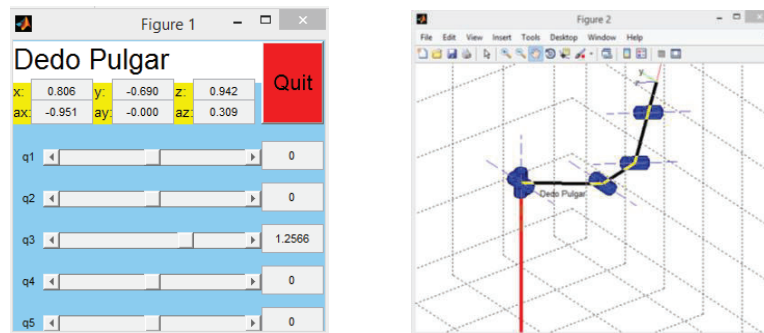 Figure 1
Dedo Pulgar
Quit
x: 0.806 y: -0.690 z: 0.942
ax: -0.951 ay: -0.000 az: 0.309
q1 0
q2 0
q3 1.2566
q4 0
q5 0
Figure 2
File Edit View Insert Tools Desktop Window Help
y
Dedo Pulgar